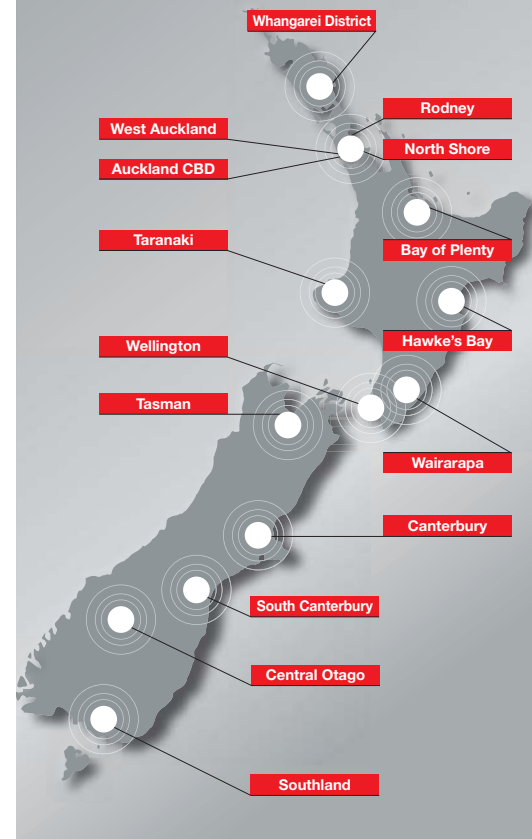 Whangarei District
Rodney
West Auckland
North Shore
Auckland CBD
Taranaki
Bay of Plenty
Wellington
Hawke's Bay
Tasman
Wairarapa
Canterbury
South Canterbury
Central Otago
Southland